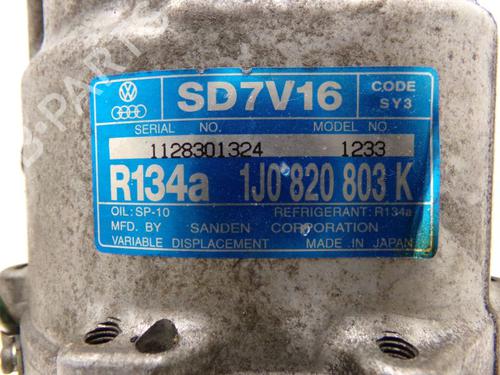 SD7V16
CODE
SY3
SERIAL NO. MODEL NO.
1128301324 1233
R134a 1J0 820 803 K
OIL: SP-10 REFRIGERANT: R134a
MFD. BY SANDEN CORPORATION
VARIABLE DISPLACEMENT MADE IN JAPAN